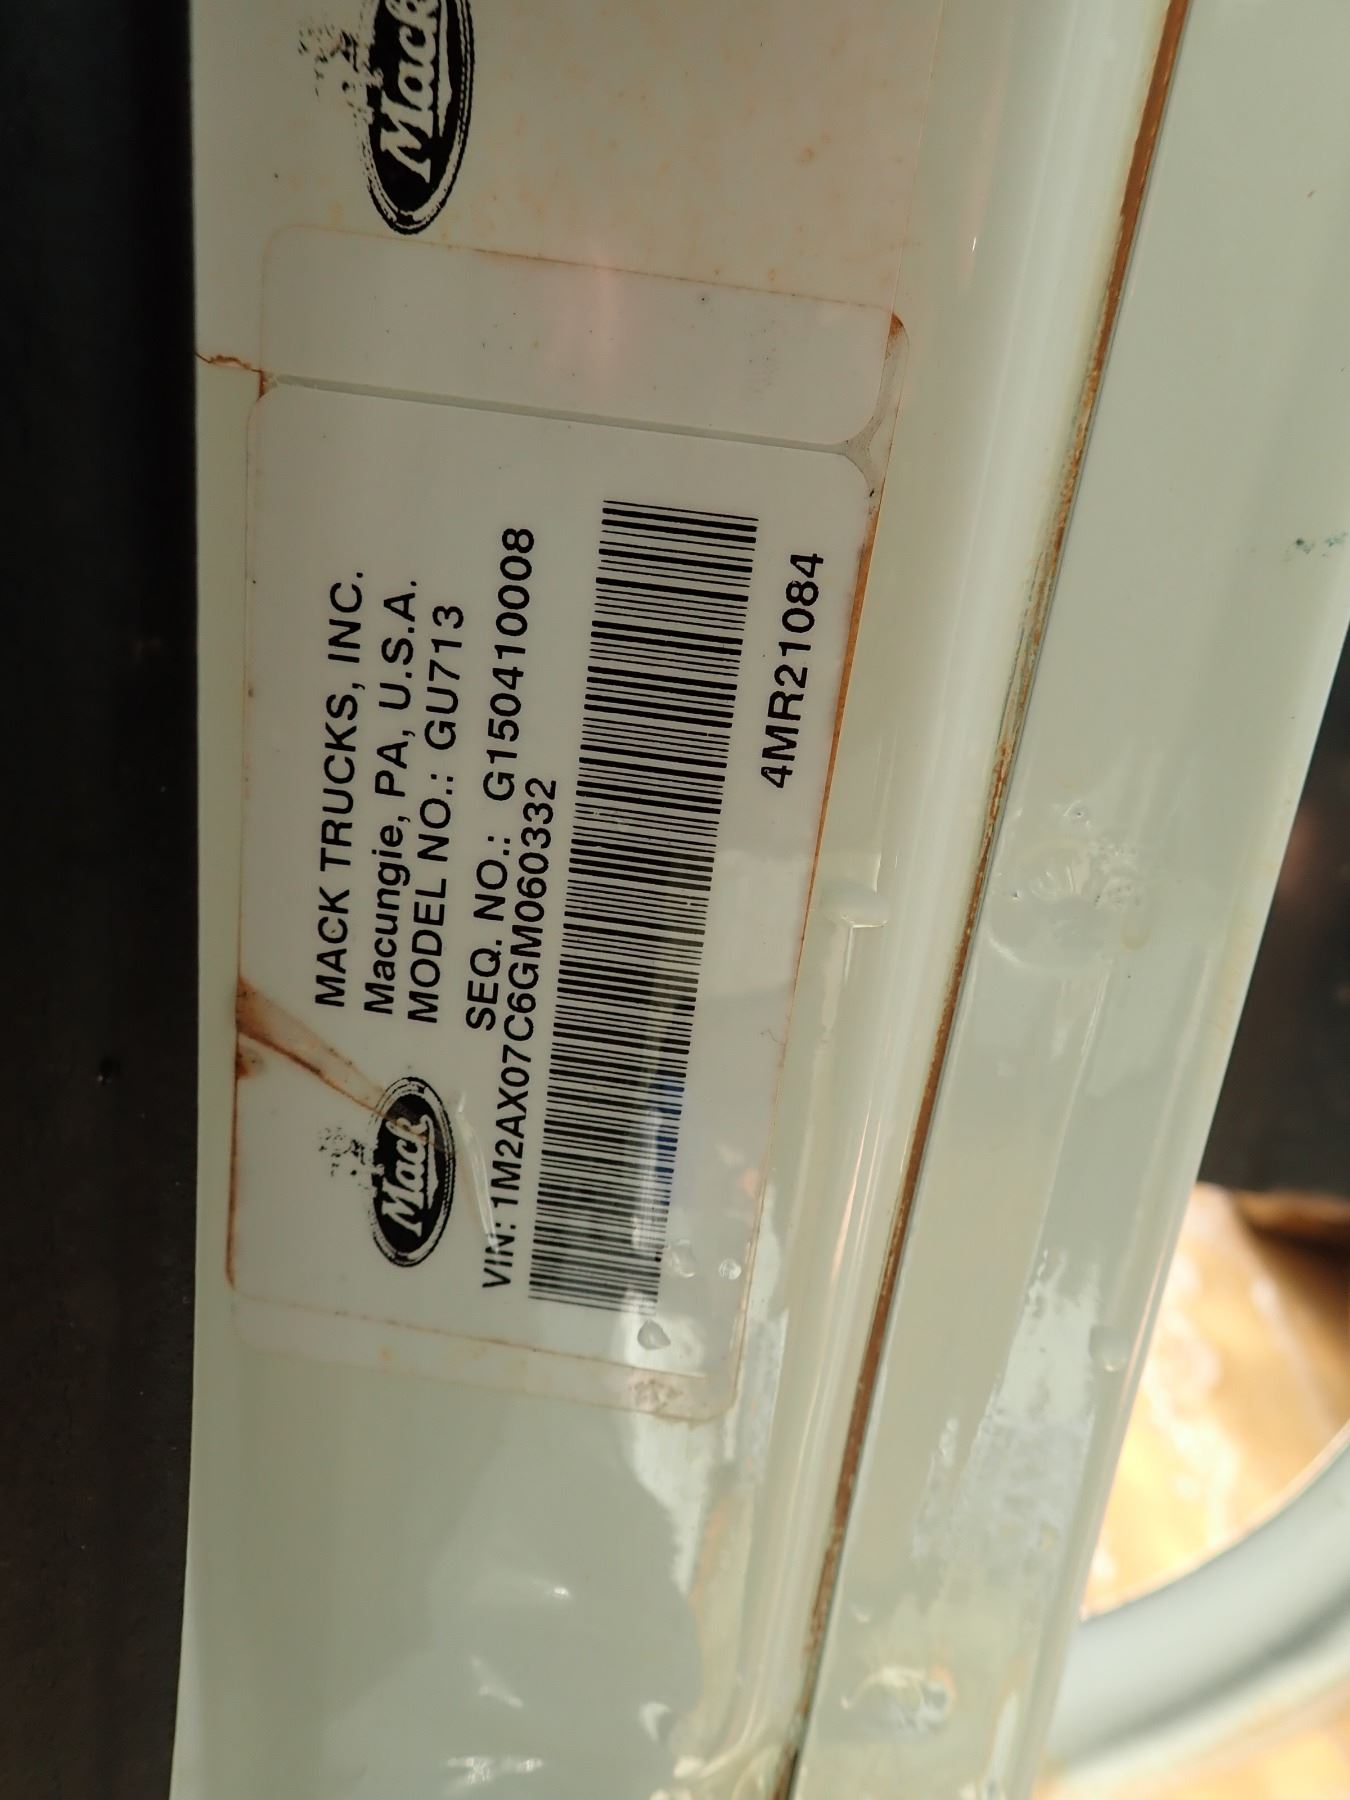 Mack
MACK TRUCKS, INC.
Macungie, PA, U.S.A.
MODEL NO.: GU713
Mack
SEQ. NO.: G150410008
VIN: 1M2AX07C6GM060332
4MR21084